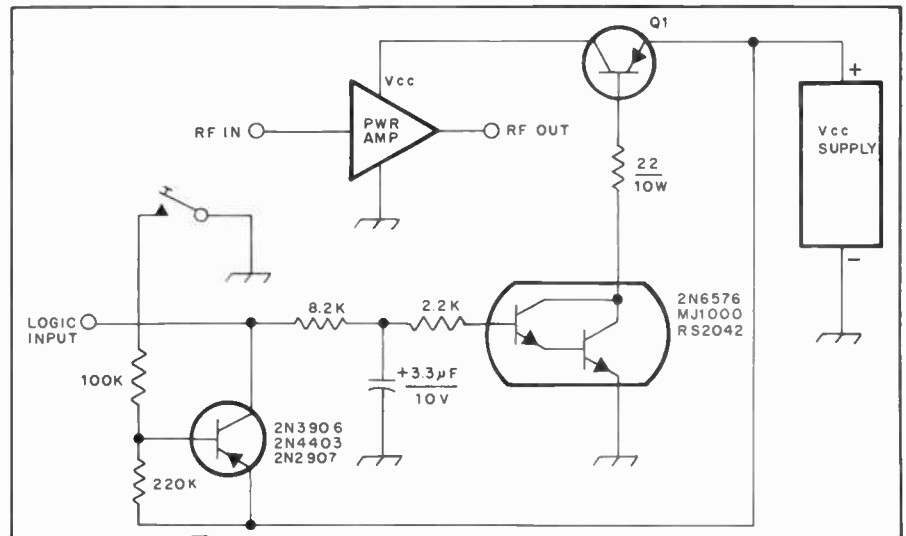 Q1
Vcc
+
PWR
AMP
RF IN
RF OUT
Vcc
SUPPLY
22
10W
−
8.2K
2.2K
2N6576
MJ1000
RS2042
LOGIC
INPUT
100K
+3.3µF
10V
2N3906
2N4403
2N2907
220K